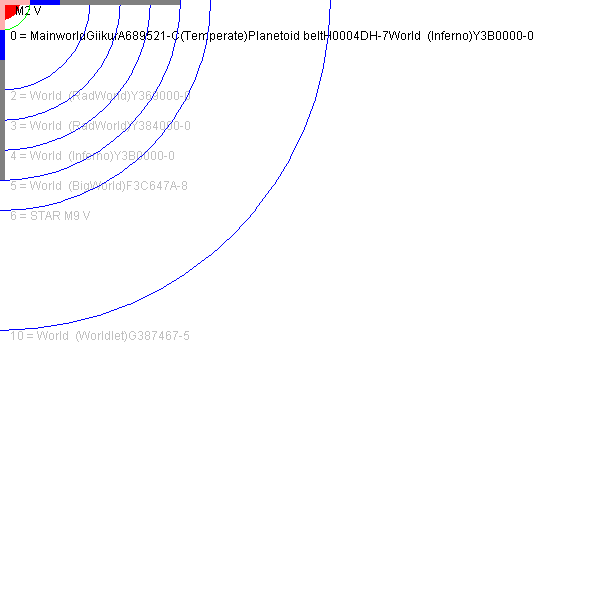 M2 V
0 = MainworldGiikurA689521-C(Temperate)Planetoid beltH0004DH-7World (Inferno)Y3B0000-0
2 = World (RadWorld)Y369000-0
3 = World (RadWorld)Y384000-0
4 = World (Inferno)Y3B0000-0
5 = World (BigWorld)F3C647A-8
6 = STAR M9 V
10 = World (Worldlet)G387467-5